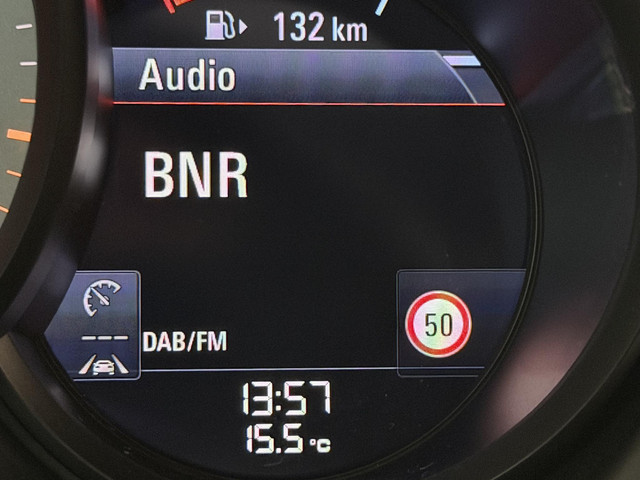 132 km
Audio
BNR
50
--- DAB/FM
13:57
15.5 °C